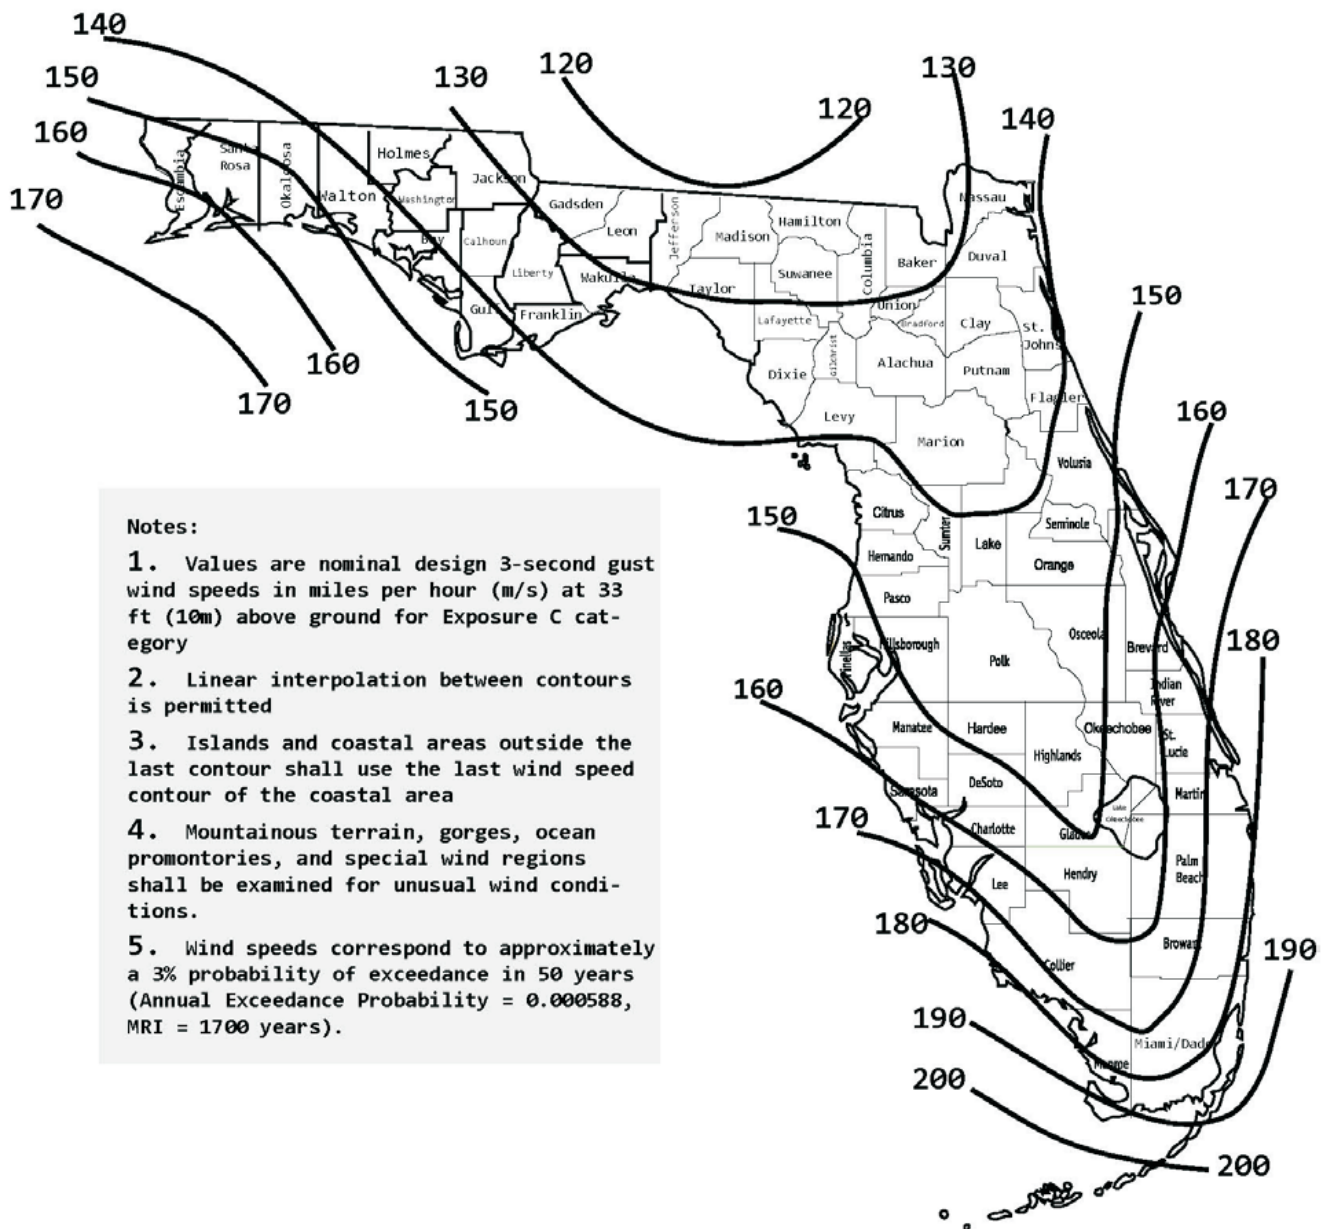 140
150
160
170
130
120
120
130
140
Escambia
Santa
Rosa
Okaloosa
Walton
Holmes
Washington
Jackson
Bay
Calhoun
Gulf
Liberty
Franklin
Gadsden
Leon
Wakulla
Jefferson
Madison
Taylor
Hamilton
Suwanee
Lafayette
Columbia
Baker
Nassau
Duval
Union
Bradford
Clay
St.
Johns
Dixie
Gilchrist
Alachua
Putnam
Flagler
Levy
Marion
Volusia
170
160
150
150
160
170
Citrus
Sumter
Lake
Seminole
Hernando
Orange
Pasco
150
Hillsborough
Pinellas
Polk
Osceola
Brevard
Indian
River
180
160
Manatee
Hardee
Highlands
Okeechobee
St.
Lucie
Sarasota
DeSoto
Martin
170
Charlotte
Glades
Lake
Okeechobee
Lee
Hendry
Palm
Beach
180
Collier
Broward
190
190
Monroe
Miami/Dade
200
200
Notes:
1. Values are nominal design 3-second gust
wind speeds in miles per hour (m/s) at 33
ft (10m) above ground for Exposure C cat-
egory
2. Linear interpolation between contours
is permitted
3. Islands and coastal areas outside the
last contour shall use the last wind speed
contour of the coastal area
4. Mountainous terrain, gorges, ocean
promontories, and special wind regions
shall be examined for unusual wind condi-
tions.
5. Wind speeds correspond to approximately
a 3% probability of exceedance in 50 years
(Annual Exceedance Probability = 0.000588,
MRI = 1700 years).